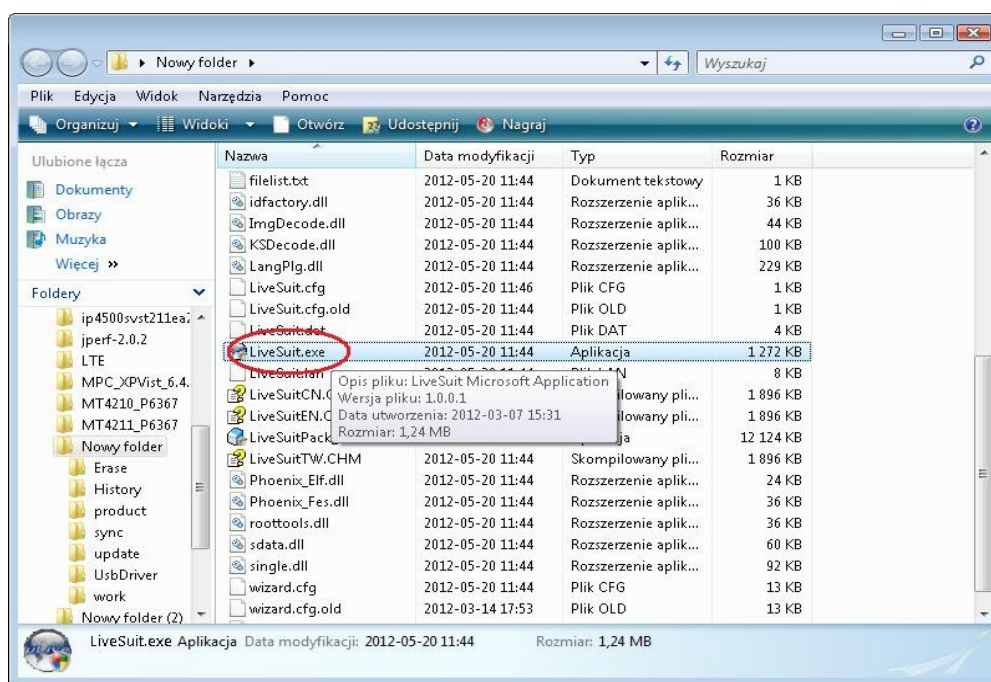 Nowy folder
Wyszukaj
Plik Edycja Widok Narzędzia Pomoc
Organizuj Widoki Otwórz Udostępnij Nagraj
Ulubione łącza
Dokumenty
Obrazy
Muzyka
Więcej »
Foldery
ip4500svst211ea
jperf-2.0.2
LTE
MPC_XPVist_6.4.
MT4210_P6367
MT4211_P6367
Nowy folder
Erase
History
product
sync
update
UsbDriver
work
Nowy folder (2)
Nazwa Data modyfikacji Typ Rozmiar
filelist.txt 2012-05-20 11:44 Dokument tekstowy 1 KB
idfactory.dll 2012-05-20 11:44 Rozszerzenie aplik... 36 KB
ImgDecode.dll 2012-05-20 11:44 Rozszerzenie aplik... 44 KB
KSDecode.dll 2012-05-20 11:44 Rozszerzenie aplik... 100 KB
LangPlg.dll 2012-05-20 11:44 Rozszerzenie aplik... 229 KB
LiveSuit.cfg 2012-05-20 11:46 Plik CFG 1 KB
LiveSuit.cfg.old 2012-05-20 11:44 Plik OLD 1 KB
LiveSuit.dat 2012-05-20 11:44 Plik DAT 4 KB
LiveSuit.exe 2012-05-20 11:44 Aplikacja 1 272 KB
LiveSuit.lan 8 KB
LiveSuitCN.C 1 896 KB
LiveSuitEN.C 1 896 KB
LiveSuitPack 12 124 KB
Opis pliku: LiveSuit Microsoft Application
Wersja pliku: 1.0.0.1
Data utworzenia: 2012-03-07 15:31
Rozmiar: 1,24 MB
LiveSuitTW.CHM 2012-05-20 11:44 Skompilowany pli... 1 896 KB
Phoenix_Elf.dll 2012-05-20 11:44 Rozszerzenie aplik... 24 KB
Phoenix_Fes.dll 2012-05-20 11:44 Rozszerzenie aplik... 36 KB
roottools.dll 2012-05-20 11:44 Rozszerzenie aplik... 36 KB
sdata.dll 2012-05-20 11:44 Rozszerzenie aplik... 60 KB
single.dll 2012-05-20 11:44 Rozszerzenie aplik... 92 KB
wizard.cfg 2012-05-20 11:44 Plik CFG 13 KB
wizard.cfg.old 2012-03-14 17:53 Plik OLD 13 KB
LiveSuit.exe Aplikacja Data modyfikacji: 2012-05-20 11:44 Rozmiar: 1,24 MB